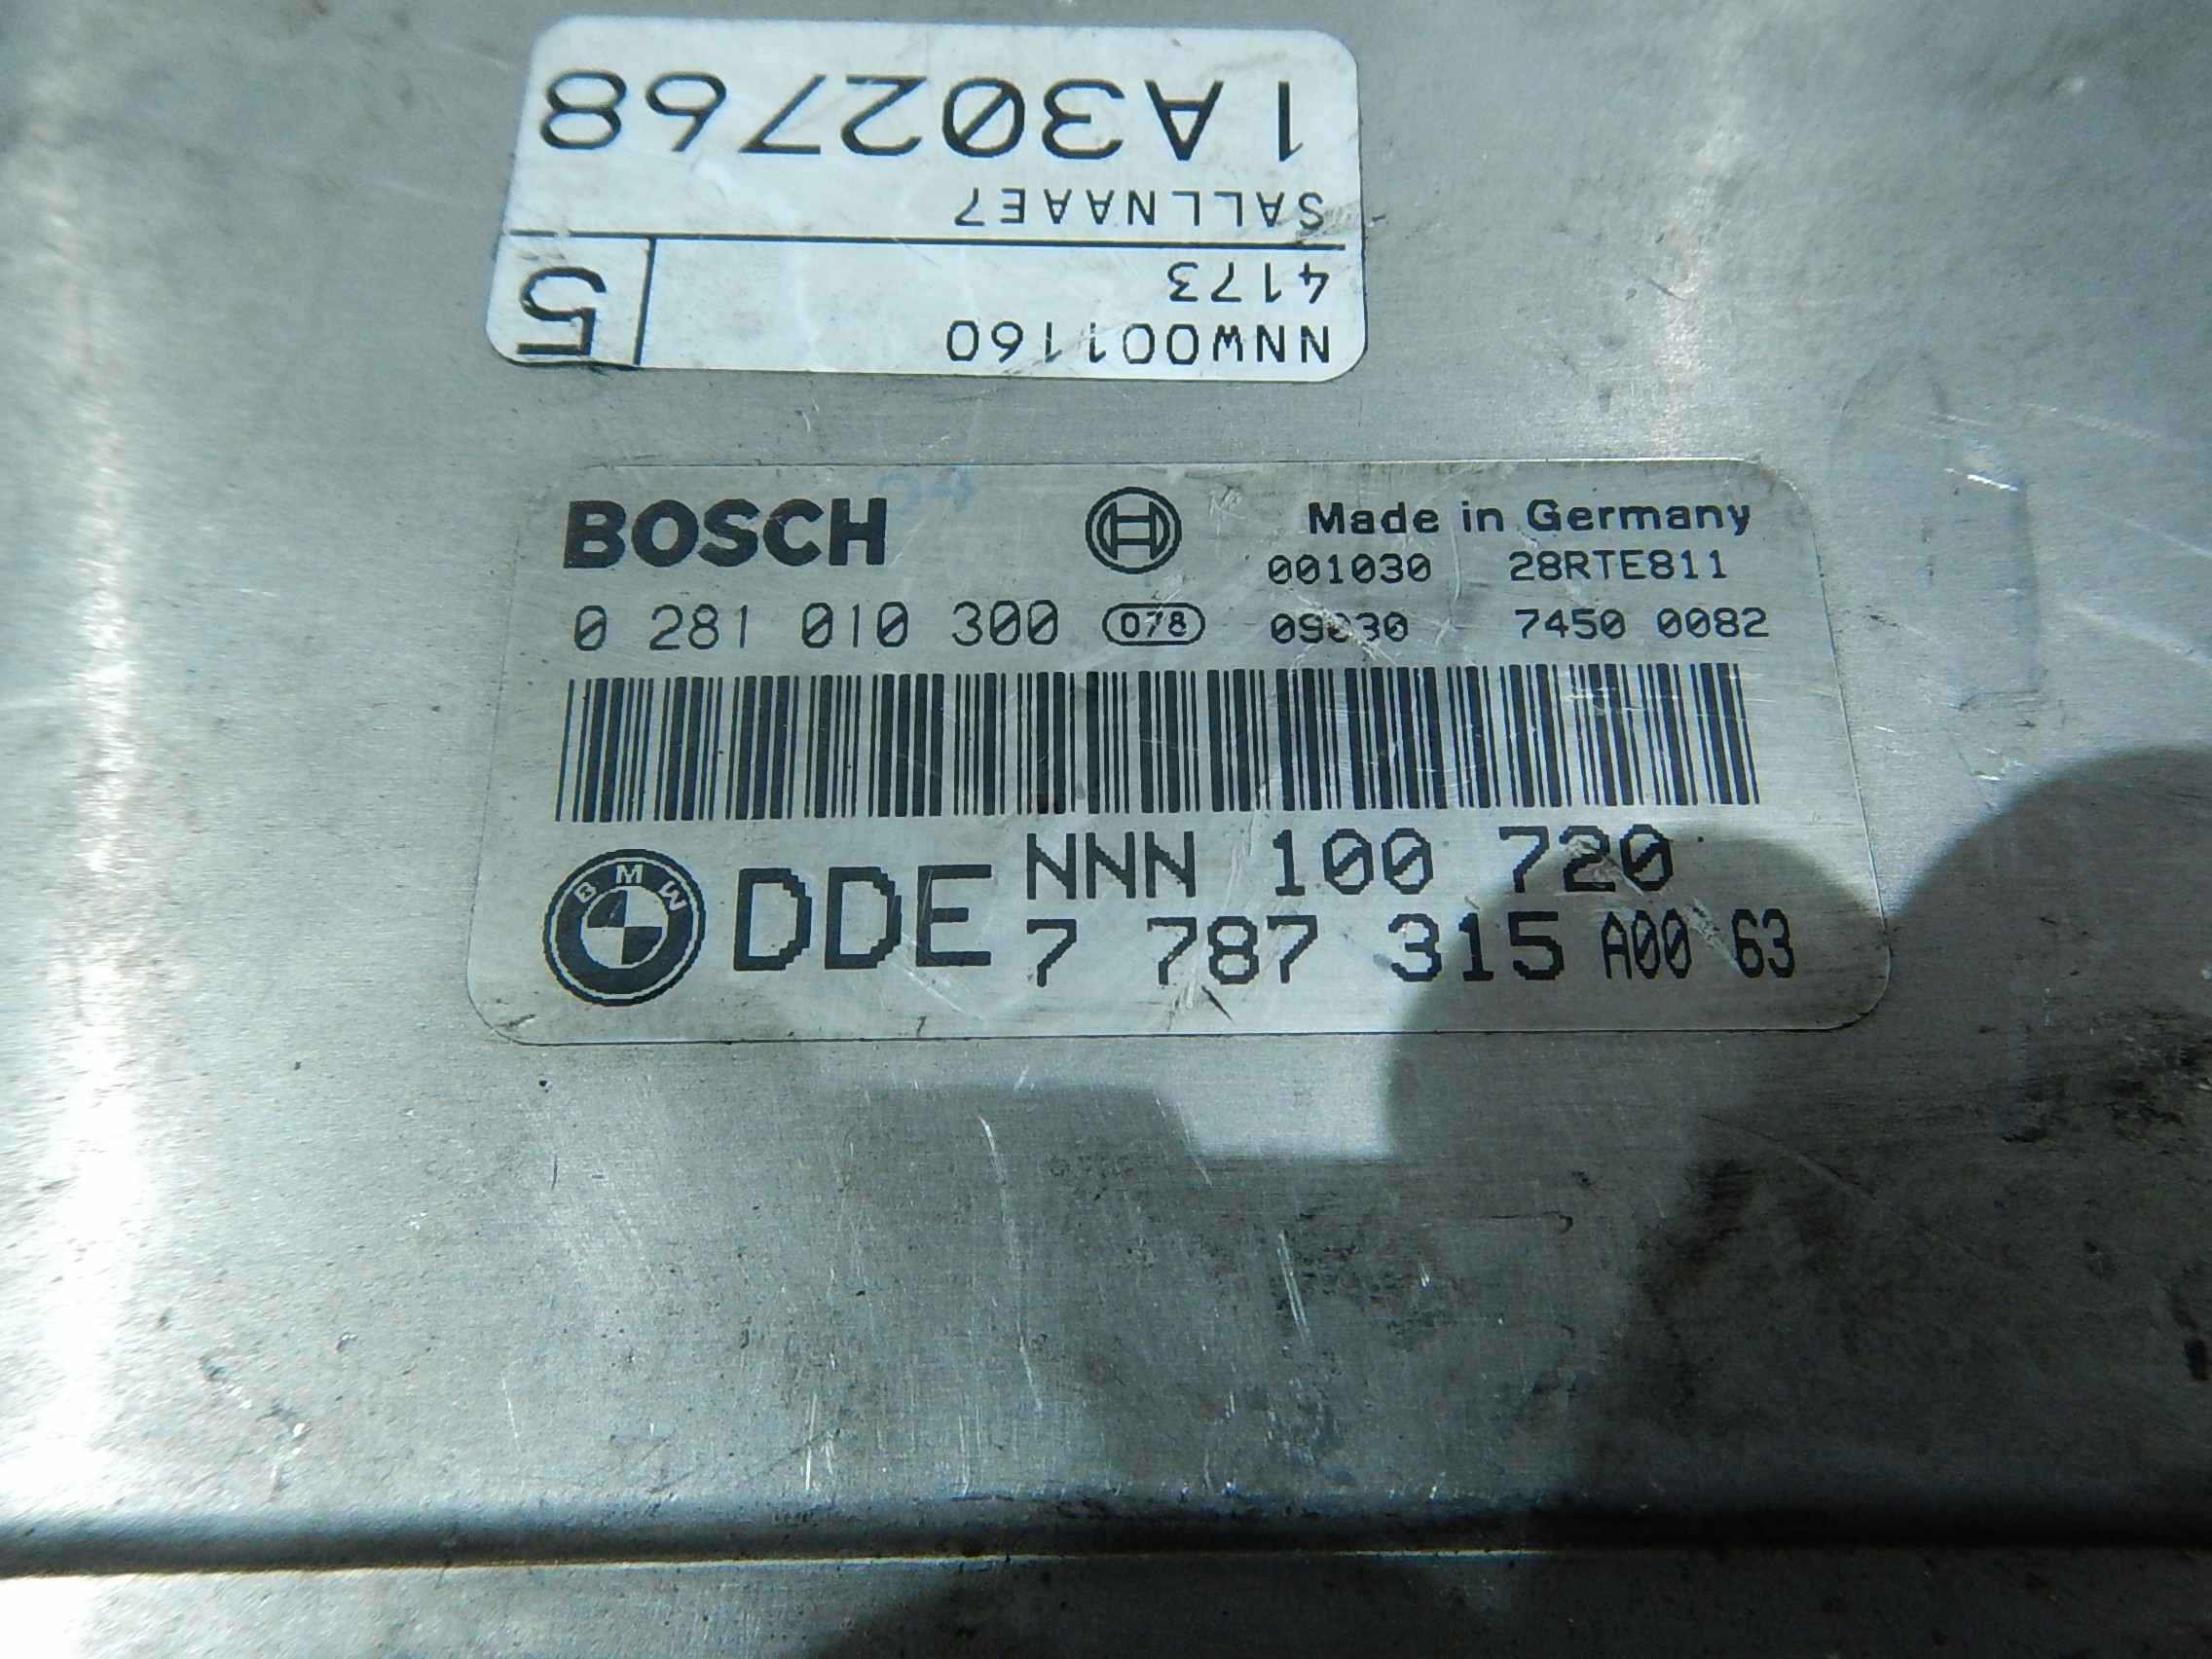 NNW001160
4173
5
SALLNAAE7
1A302768
BOSCH
Made in Germany
001030 28RTE811
0 281 010 300 078 7450 0082
BMW
DDE
NNN 100 720
7 787 315 A00 63